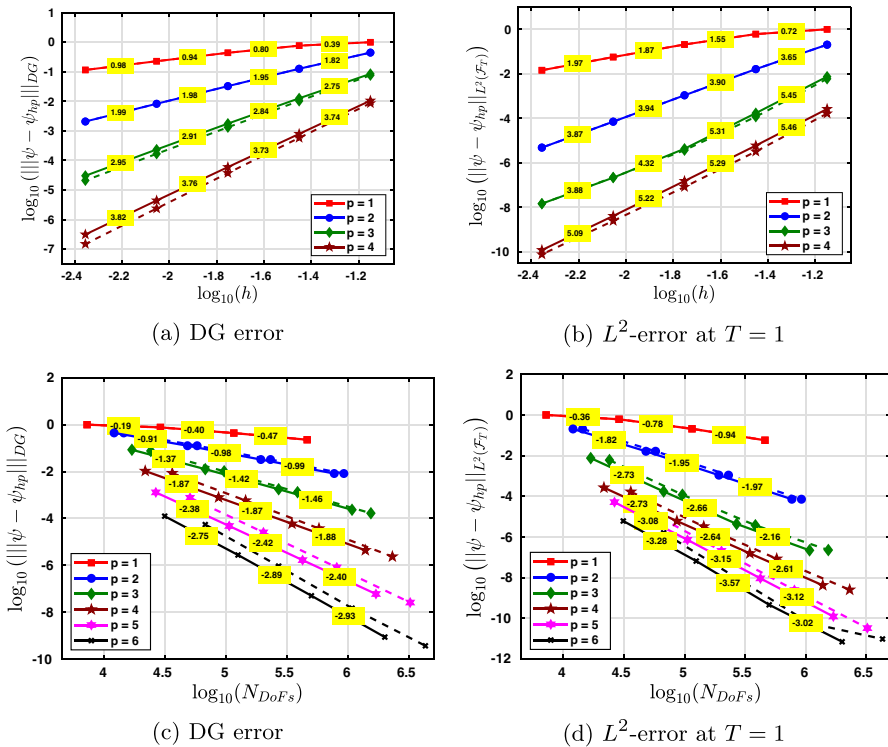 log10 (|||ψ − ψhp|||DG)
1
0
-1
-2
-3
-4
-5
-6
-7
0.98
0.94
0.80
0.39
1.99
1.98
1.95
1.82
2.95
2.91
2.84
2.75
3.82
3.76
3.73
3.74
p = 1
p = 2
p = 3
p = 4
-2.4 -2.2 -2 -1.8 -1.6 -1.4 -1.2
log10(h)
(a) DG error
log10 (||ψ − ψhp||L2(FT))
0
-2
-4
-6
-8
-10
1.97
1.87
1.55
0.72
3.87
3.94
3.90
3.65
3.88
4.32
5.31
5.45
5.09
5.22
5.29
5.46
p = 1
p = 2
p = 3
p = 4
-2.4 -2.2 -2 -1.8 -1.6 -1.4 -1.2
log10(h)
(b) L2-error at T = 1
log10 (|||ψ − ψhp|||DG)
2
0
-2
-4
-6
-8
-10
-0.19
-0.40
-0.47
-0.91
-0.98
-0.99
-1.37
-1.42
-1.46
-1.87
-1.87
-1.88
-2.38
-2.42
-2.40
-2.75
-2.89
-2.93
p = 1
p = 2
p = 3
p = 4
p = 5
p = 6
4 4.5 5 5.5 6 6.5
log10(NDoFs)
(c) DG error
log10 (||ψ − ψhp||L2(FT))
2
0
-2
-4
-6
-8
-10
-12
-0.36
-0.78
-0.94
-1.82
-1.95
-1.97
-2.73
-2.66
-2.16
-2.73
-2.64
-2.61
-3.08
-3.15
-3.12
-3.28
-3.57
-3.02
p = 1
p = 2
p = 3
p = 4
p = 5
p = 6
4 4.5 5 5.5 6 6.5
log10(NDoFs)
(d) L2-error at T = 1